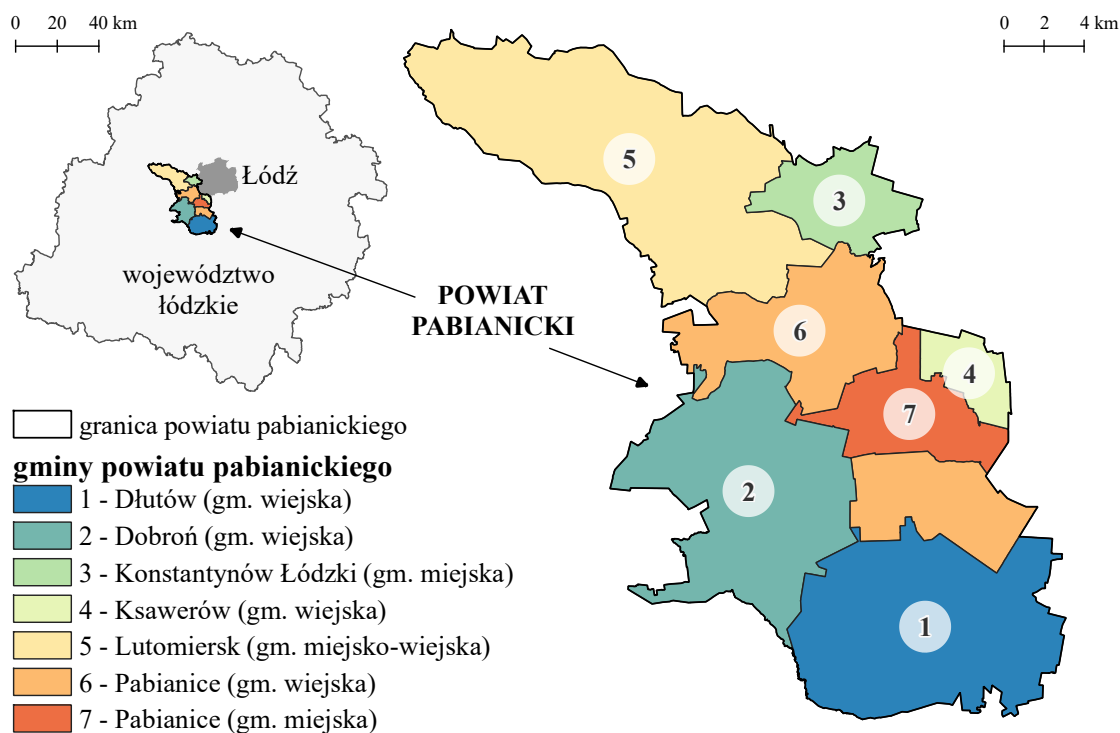 0 20 40 km
0 2 4 km
Łódź
województwo
łódzkie
POWIAT
PABIANICKI
5
3
6
4
7
2
1
granica powiatu pabianickiego
gminy powiatu pabianickiego
1 - Dłutów (gm. wiejska)
2 - Dobroń (gm. wiejska)
3 - Konstantynów Łódzki (gm. miejska)
4 - Ksawerów (gm. wiejska)
5 - Lutomiersk (gm. miejsko-wiejska)
6 - Pabianice (gm. wiejska)
7 - Pabianice (gm. miejska)